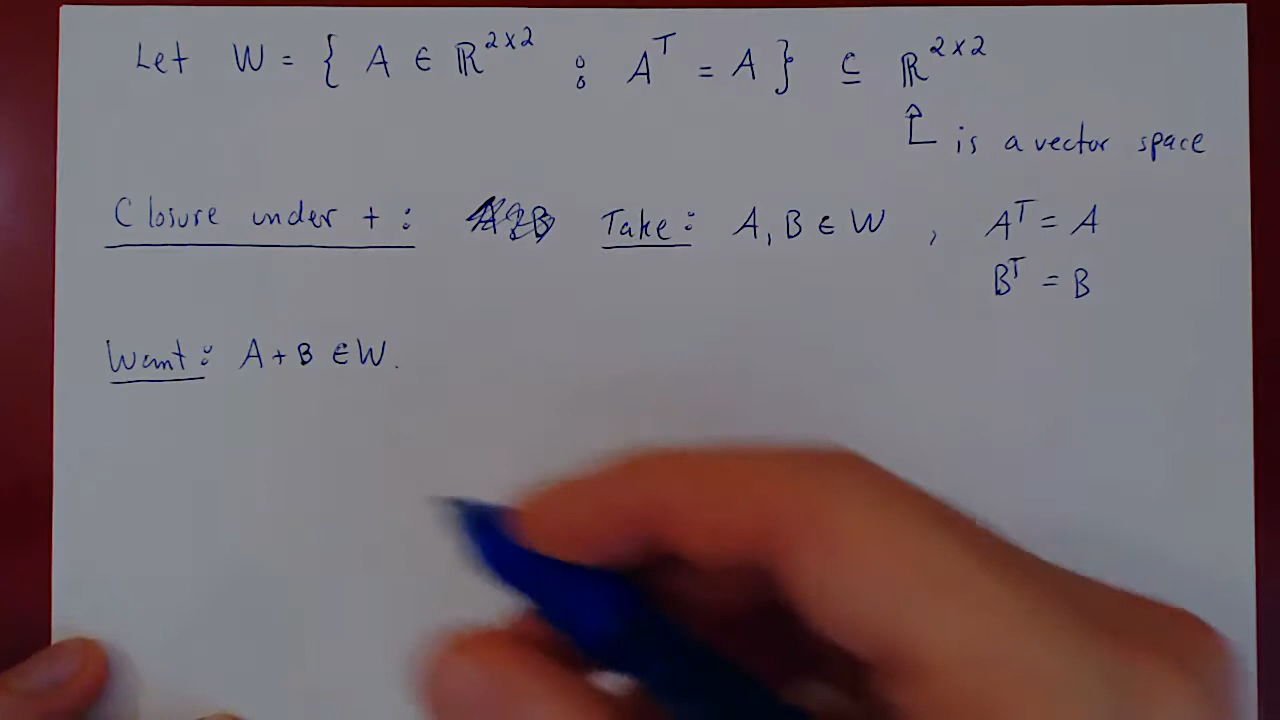 Let W = { A ∈ ℝ^{2×2} : A^T = A } ⊆ ℝ^{2×2}
is a vector space
Closure under + : Take: A, B ∈ W , A^T = A
B^T = B
Want: A + B ∈ W.